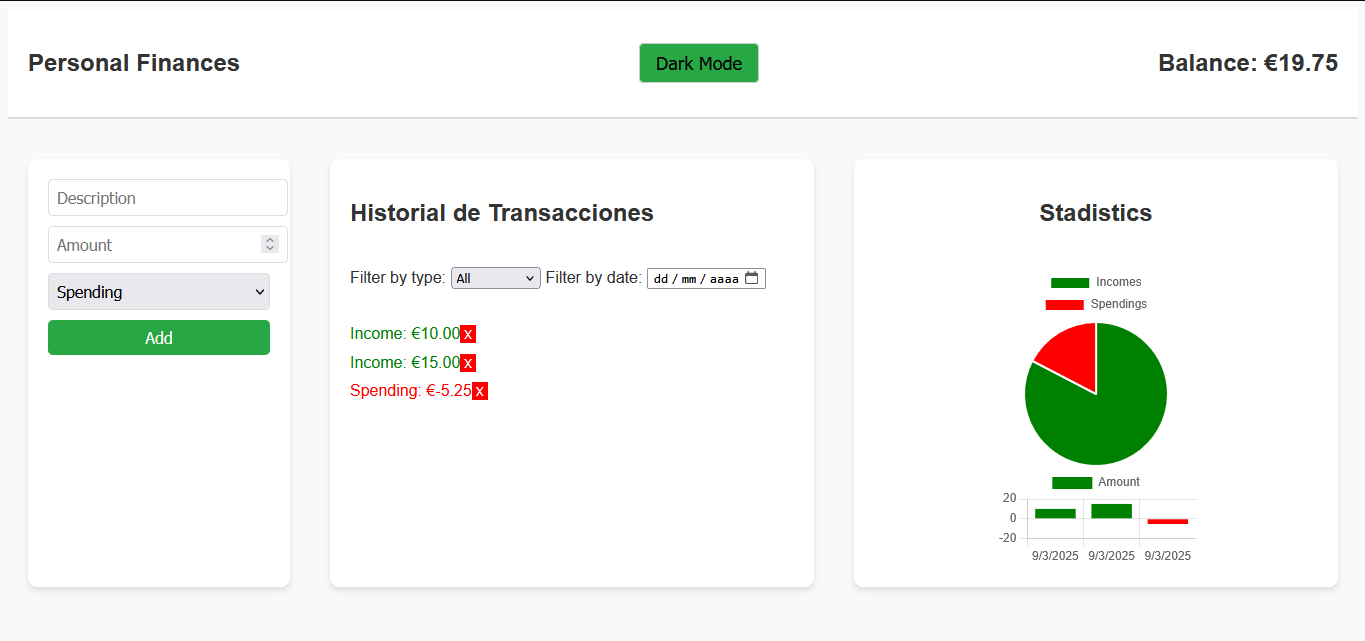 Personal Finances
Dark Mode
Balance: €19.75
Description
Amount
Spending
Add
Historial de Transacciones
Filter by type: All Filter by date: dd / mm / aaaa
Income: €10.00 x
Income: €15.00 x
Spending: €-5.25 x
Stadistics
Incomes
Spendings
Amount
20
0
-20
9/3/2025 9/3/2025 9/3/2025